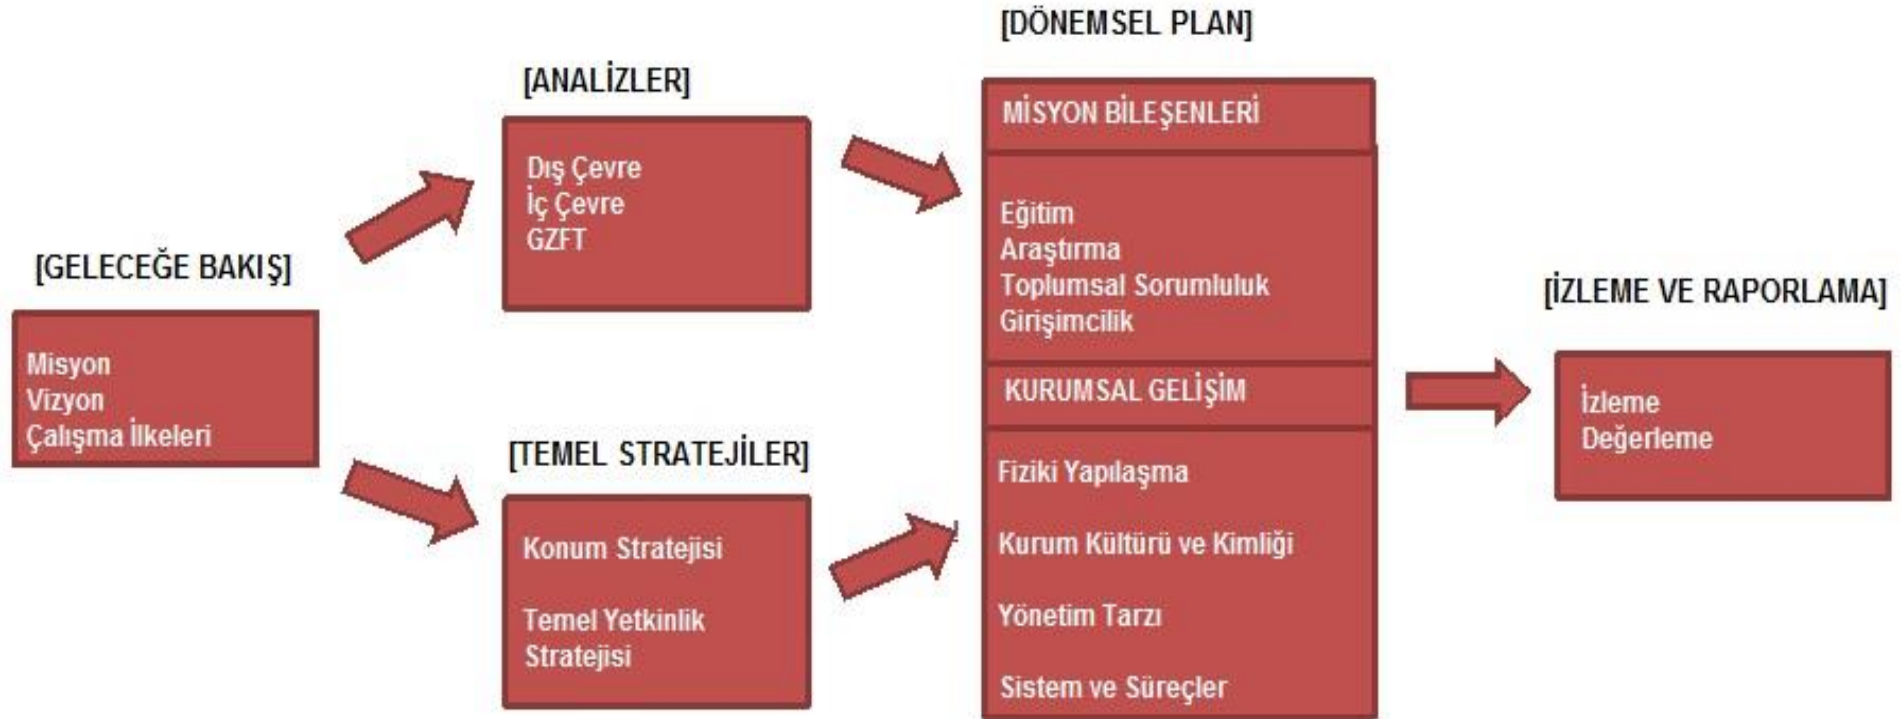 [GELECEĞE BAKIŞ]
Misyon
Vizyon
Çalışma İlkeleri
[ANALİZLER]
Dış Çevre
İç Çevre
GZFT
[TEMEL STRATEJİLER]
Konum Stratejisi
Temel Yetkinlik
Stratejisi
[DÖNEMSEL PLAN]
MİSYON BİLEŞENLERİ
Eğitim
Araştırma
Toplumsal Sorumluluk
Girişimcilik
KURUMSAL GELİŞİM
Fiziki Yapılaşma
Kurum Kültürü ve Kimliği
Yönetim Tarzı
Sistem ve Süreçler
[İZLEME VE RAPORLAMA]
İzleme
Değerleme